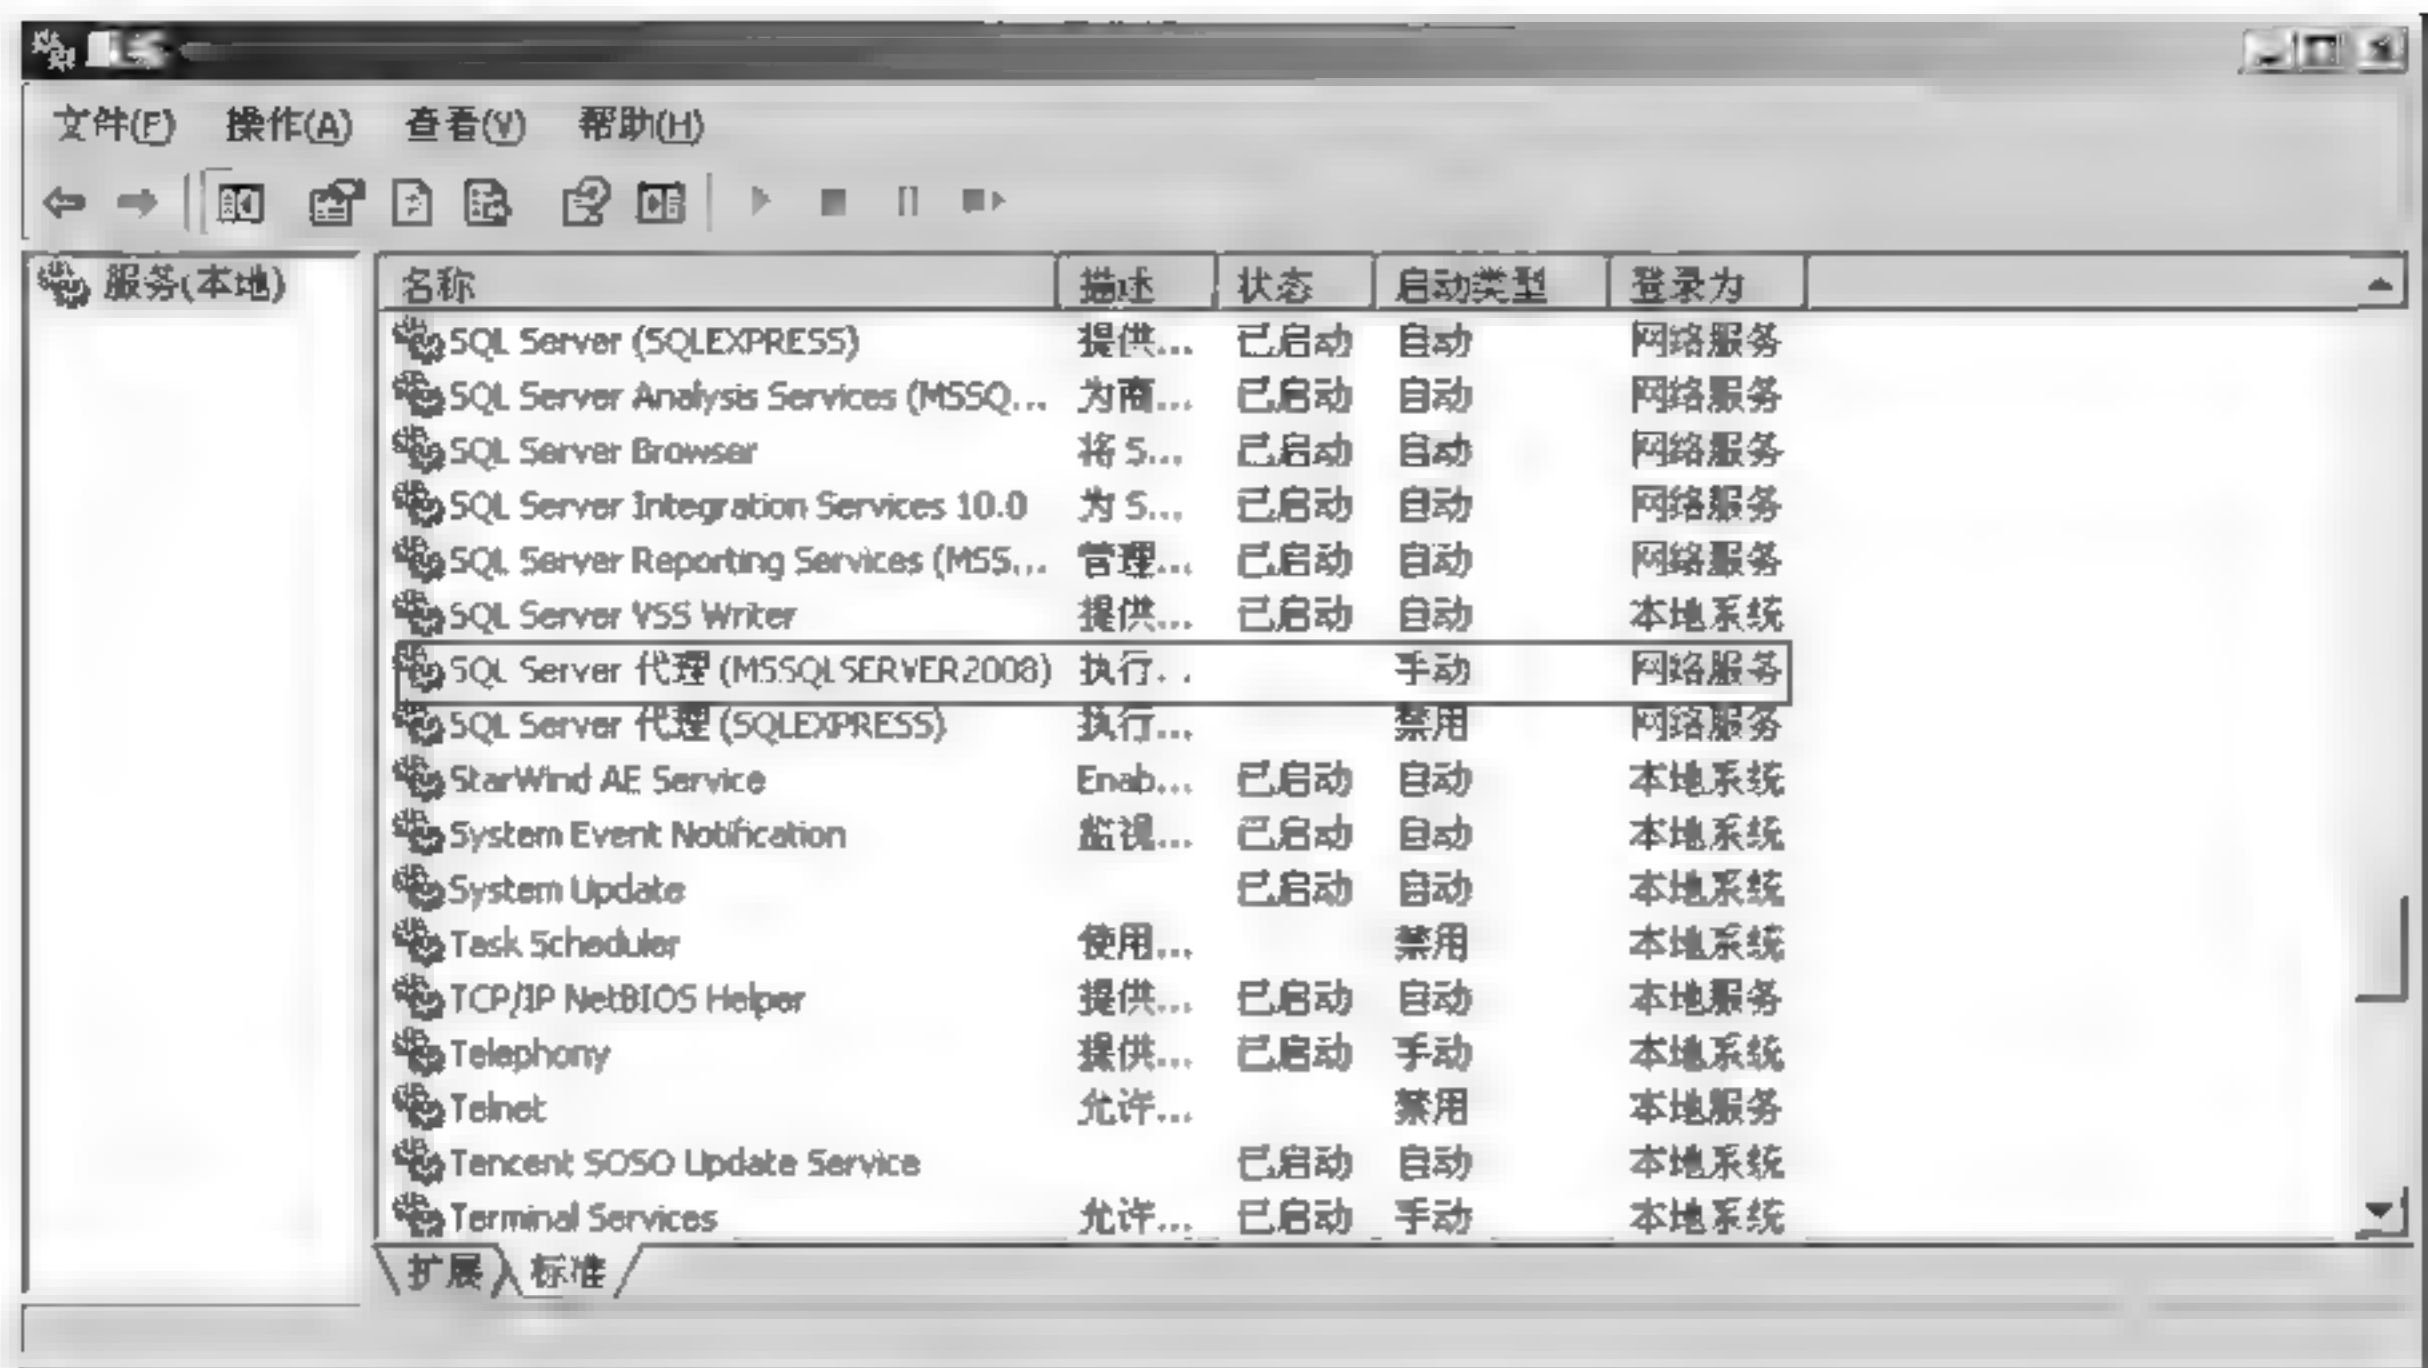 文件(F) 操作(A) 查看(V) 帮助(H)
服务(本地)
名称 描述 状态 启动类型 登录为
SQL Server (SQLEXPRESS) 提供... 已启动 自动 网络服务
SQL Server Analysis Services (MSSQ... 为商... 已启动 自动 网络服务
SQL Server Browser 将 S... 已启动 自动 网络服务
SQL Server Integration Services 10.0 为 S... 已启动 自动 网络服务
SQL Server Reporting Services (MSS... 管理... 已启动 自动 网络服务
SQL Server VSS Writer 提供... 已启动 自动 本地系统
SQL Server 代理 (MSSQLSERVER2008) 执行... 手动 网络服务
SQL Server 代理 (SQLEXPRESS) 执行... 禁用 网络服务
StarWind AE Service Enab... 已启动 自动 本地系统
System Event Notification 监视... 已启动 自动 本地系统
System Update 已启动 自动 本地系统
Task Scheduler 使用... 禁用 本地系统
TCP/IP NetBIOS Helper 提供... 已启动 自动 本地服务
Telephony 提供... 已启动 手动 本地系统
Telnet 允许... 禁用 本地服务
Tencent SOSO Update Service 已启动 自动 本地系统
Terminal Services 允许... 已启动 手动 本地系统
扩展 标准